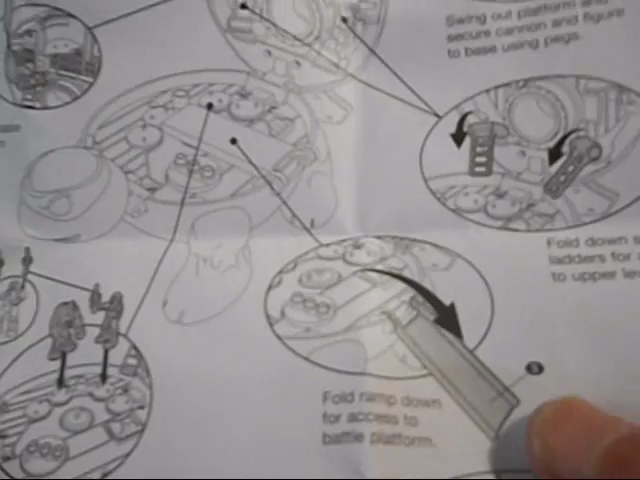 Swing out platform and
secure cannon and figure
to base using pegs.
Fold down
ladders for
to upper
Fold ramp down
for access to
battle platform.